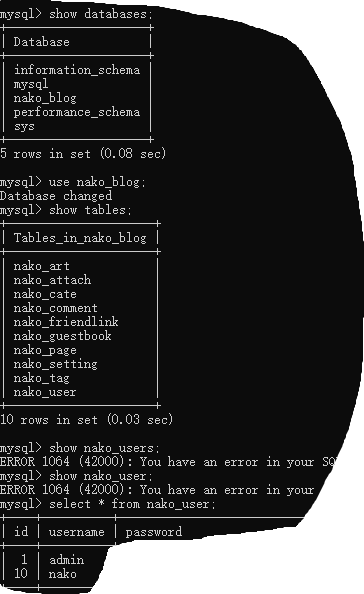 mysql> show databases;
Database
information_schema
mysql
nako_blog
performance_schema
sys
5 rows in set (0.08 sec)
mysql> use nako_blog;
Database changed
mysql> show tables;
Tables_in_nako_blog
nako_art
nako_attach
nako_cate
nako_comment
nako_friendlink
nako_guestbook
nako_page
nako_setting
nako_tag
nako_user
10 rows in set (0.03 sec)
mysql> show nako_users;
ERROR 1064 (42000): You have an error in your SQ
mysql> show nako_user;
ERROR 1064 (42000): You have an error in your
mysql> select * from nako_user;
id | username | password
1 | admin
10 | nako